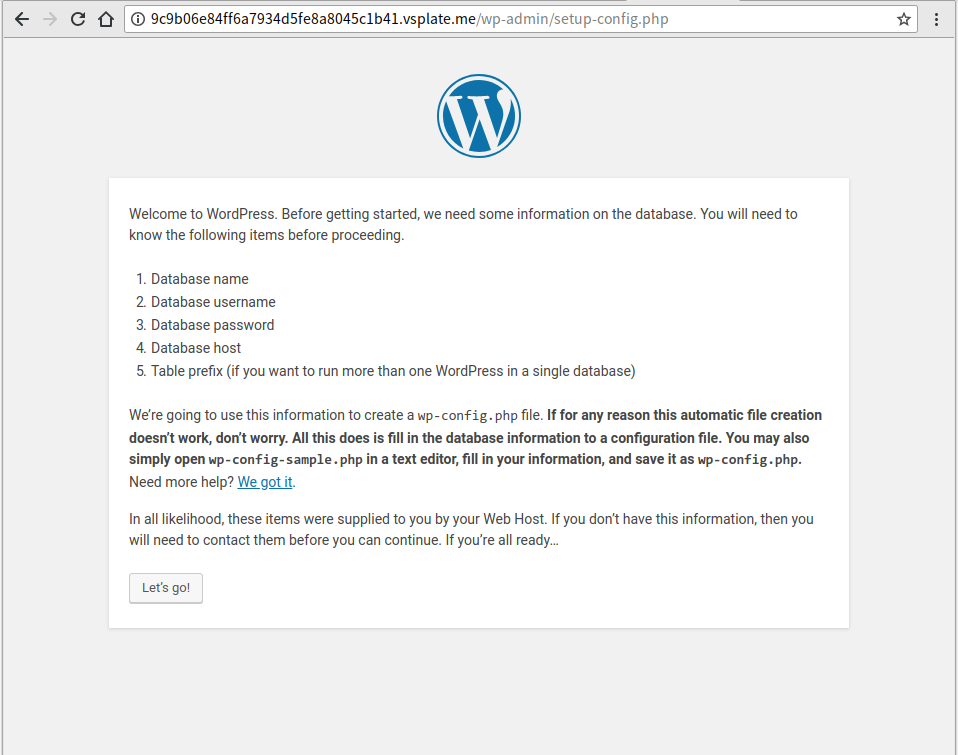 9c9b06e84ff6a7934d5fe8a8045c1b41.vsplate.me/wp-admin/setup-config.php
W
Welcome to WordPress. Before getting started, we need some information on the database. You will need to
know the following items before proceeding.
1. Database name
2. Database username
3. Database password
4. Database host
5. Table prefix (if you want to run more than one WordPress in a single database)
We’re going to use this information to create a wp-config.php file. If for any reason this automatic file creation
doesn’t work, don’t worry. All this does is fill in the database information to a configuration file. You may also
simply open wp-config-sample.php in a text editor, fill in your information, and save it as wp-config.php.
Need more help? We got it.
In all likelihood, these items were supplied to you by your Web Host. If you don’t have this information, then you
will need to contact them before you can continue. If you’re all ready…
Let’s go!